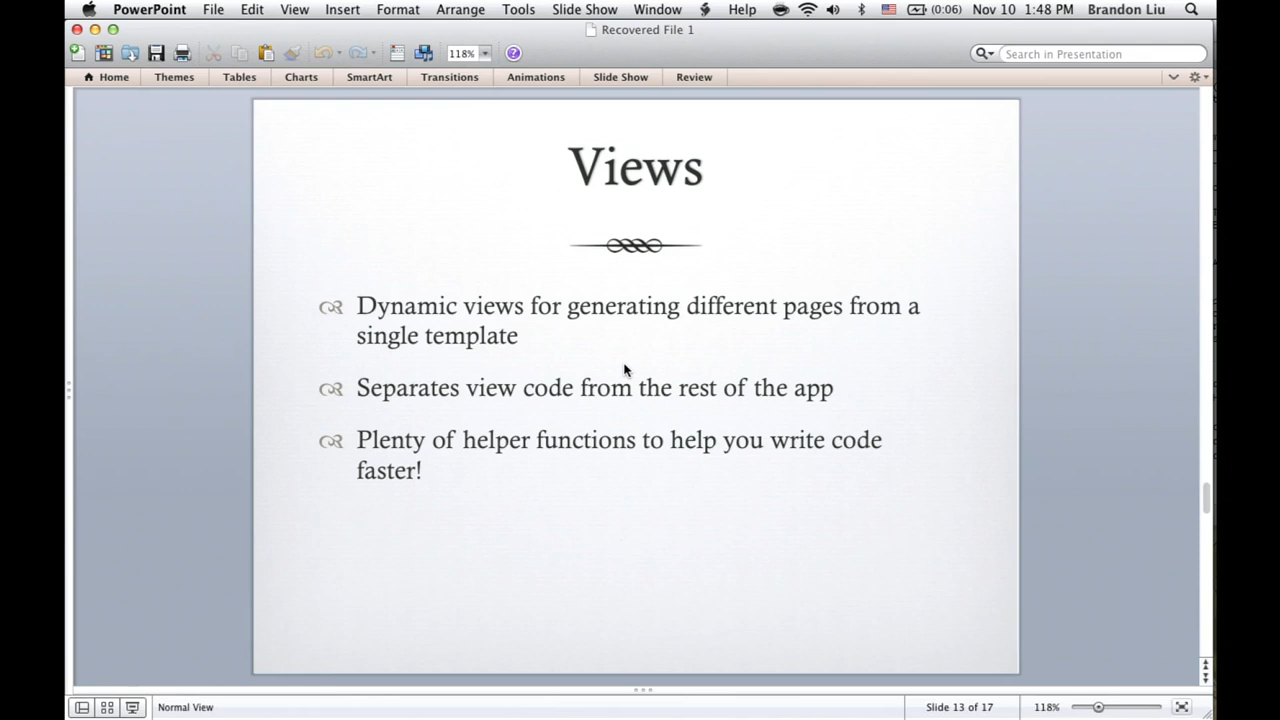 PowerPoint File Edit View Insert Format Arrange Tools Slide Show Window Help (0:06) Nov 10 1:48 PM Brandon Liu
Recovered File 1
118% Search in Presentation
Home Themes Tables Charts SmartArt Transitions Animations Slide Show Review
Views
Dynamic views for generating different pages from a
single template
Separates view code from the rest of the app
Plenty of helper functions to help you write code
faster!
Normal View Slide 13 of 17 118%